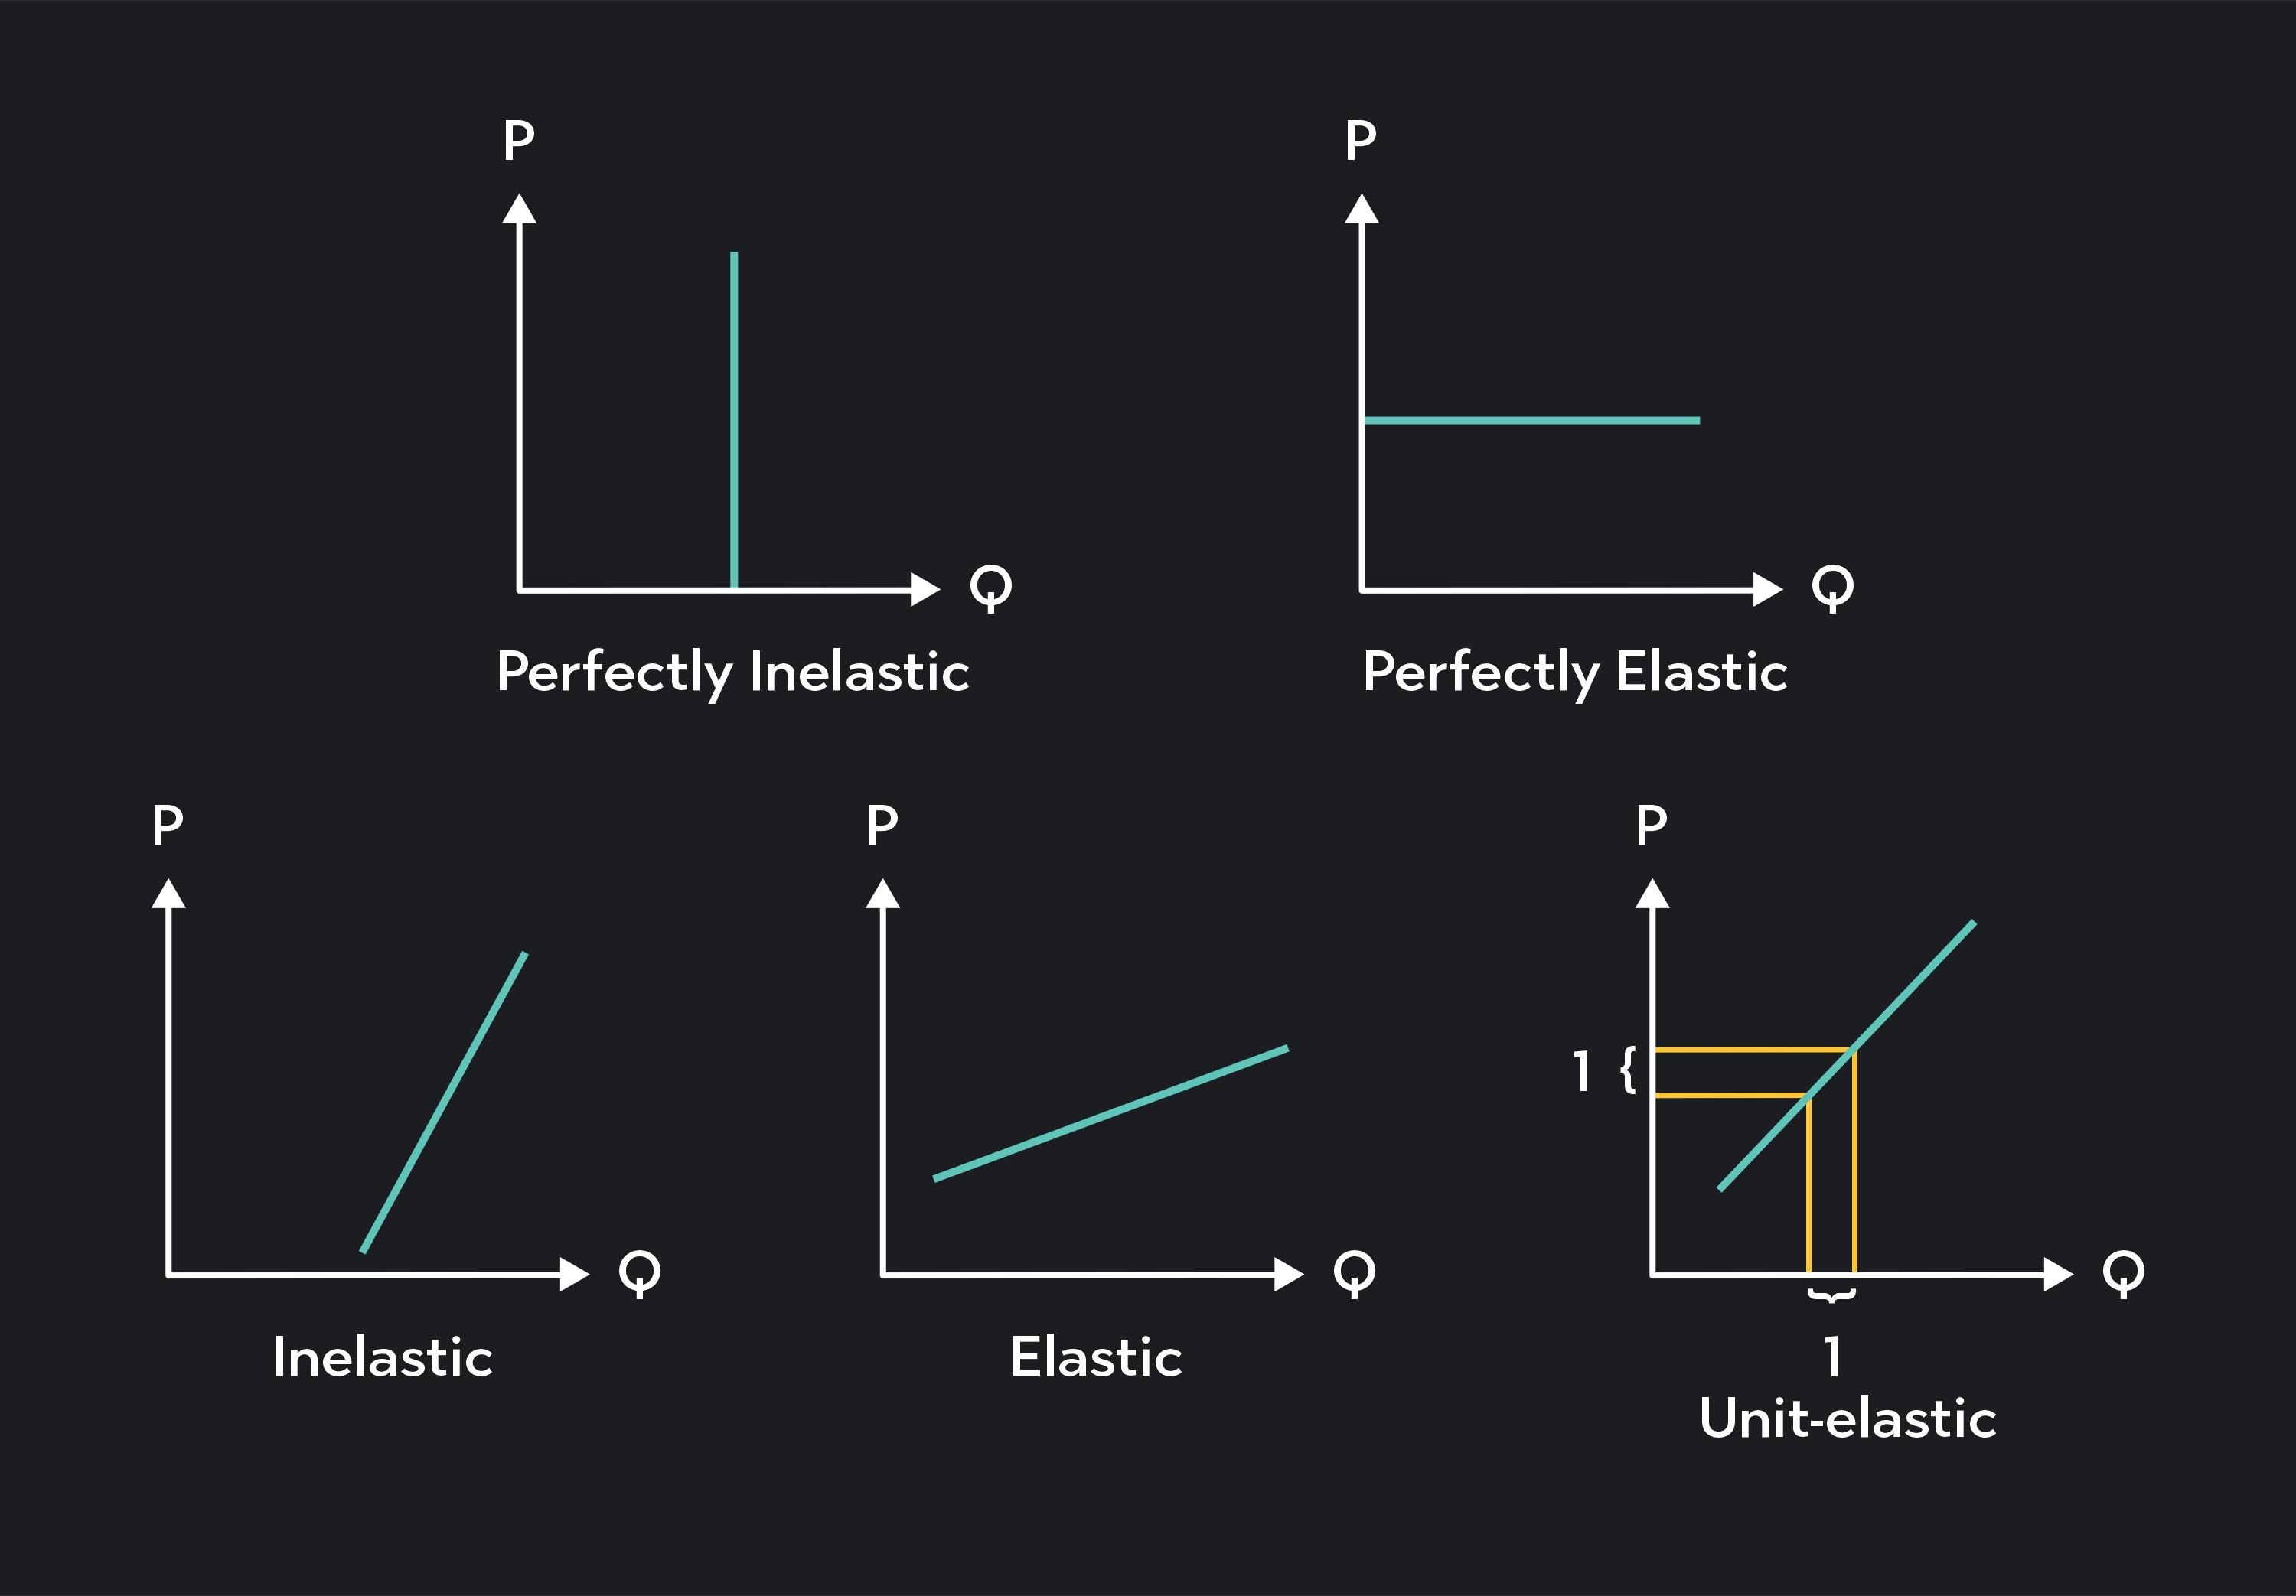 P
P
Q
Q
Perfectly Inelastic
Perfectly Elastic
P
P
P
1 {
Q
Q
Q
Inelastic
Elastic
1
Unit-elastic